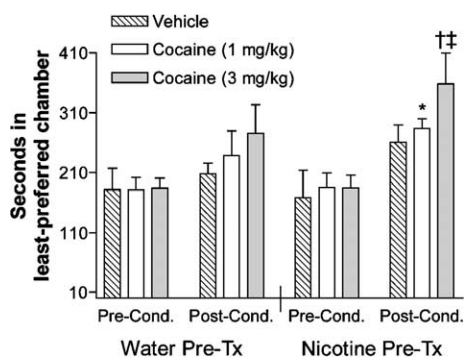 Vehicle
Cocaine (1 mg/kg)
Cocaine (3 mg/kg)
†‡
*
Seconds in
least-preferred chamber
410
310
210
110
10
Pre-Cond. Post-Cond. Pre-Cond. Post-Cond.
Water Pre-Tx Nicotine Pre-Tx